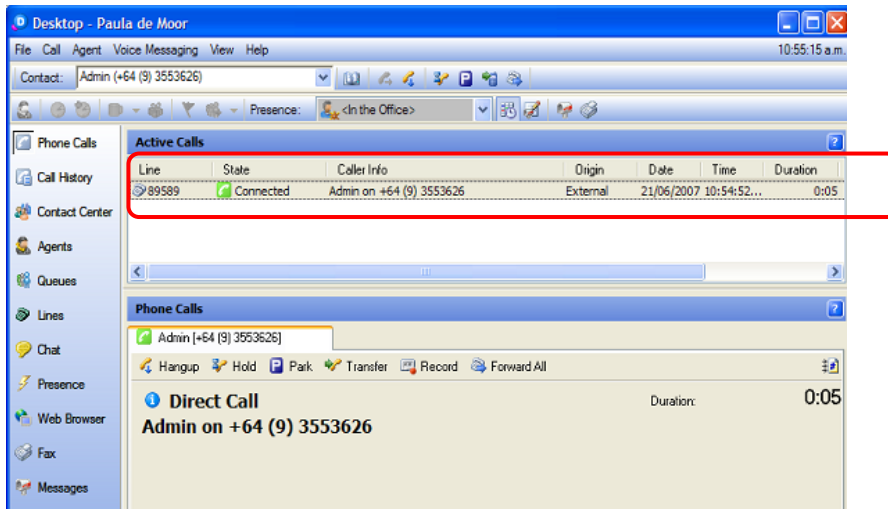 Desktop - Paula de Moor
File Call Agent Voice Messaging View Help 10:55:15 a.m.
Contact: Admin (+64 (9) 3553626)
Presence: <In the Office>
Phone Calls
Call History
Contact Center
Agents
Queues
Lines
Chat
Presence
Web Browser
Fax
Messages
Active Calls
Line State Caller Info Origin Date Time Duration
89589 Connected Admin on +64 (9) 3553626 External 21/06/2007 10:54:52... 0:05
Phone Calls
Admin [+64 (9) 3553626]
Hangup Hold Park Transfer Record Forward All
Direct Call Duration: 0:05
Admin on +64 (9) 3553626